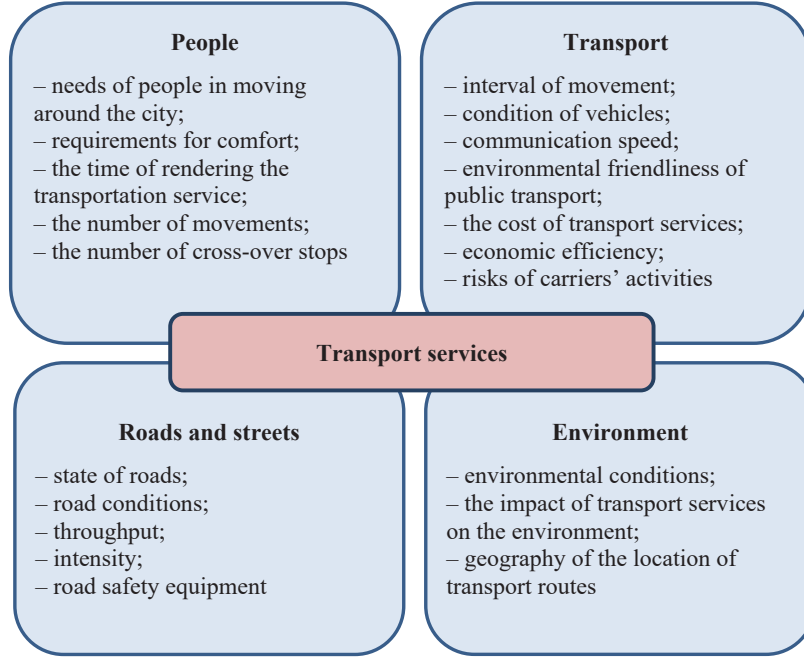 People
– needs of people in moving
around the city;
– requirements for comfort;
– the time of rendering the
transportation service;
– the number of movements;
– the number of cross-over stops
Transport
– interval of movement;
– condition of vehicles;
– communication speed;
– environmental friendliness of
public transport;
– the cost of transport services;
– economic efficiency;
– risks of carriers’ activities
Transport services
Roads and streets
– state of roads;
– road conditions;
– throughput;
– intensity;
– road safety equipment
Environment
– environmental conditions;
– the impact of transport services
on the environment;
– geography of the location of
transport routes